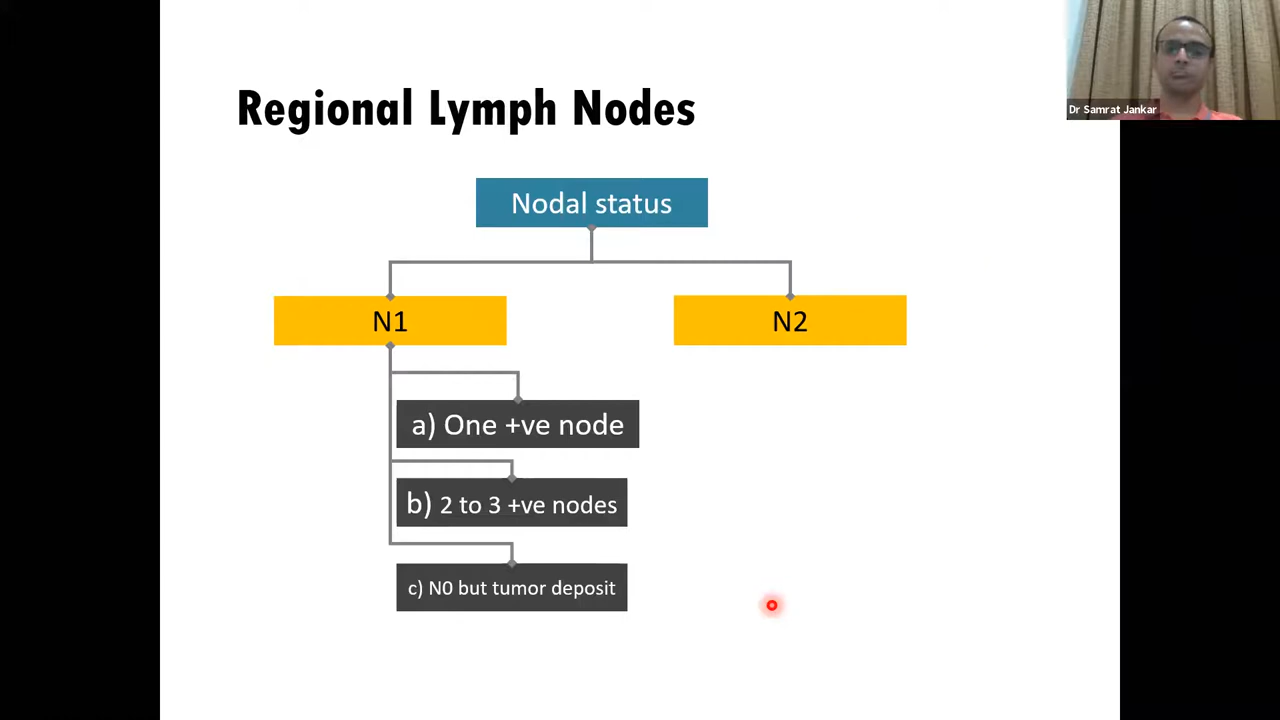 Dr Samrat Jankar
Regional Lymph Nodes
Nodal status
N1
N2
a) One +ve node
b) 2 to 3 +ve nodes
c) N0 but tumor deposit